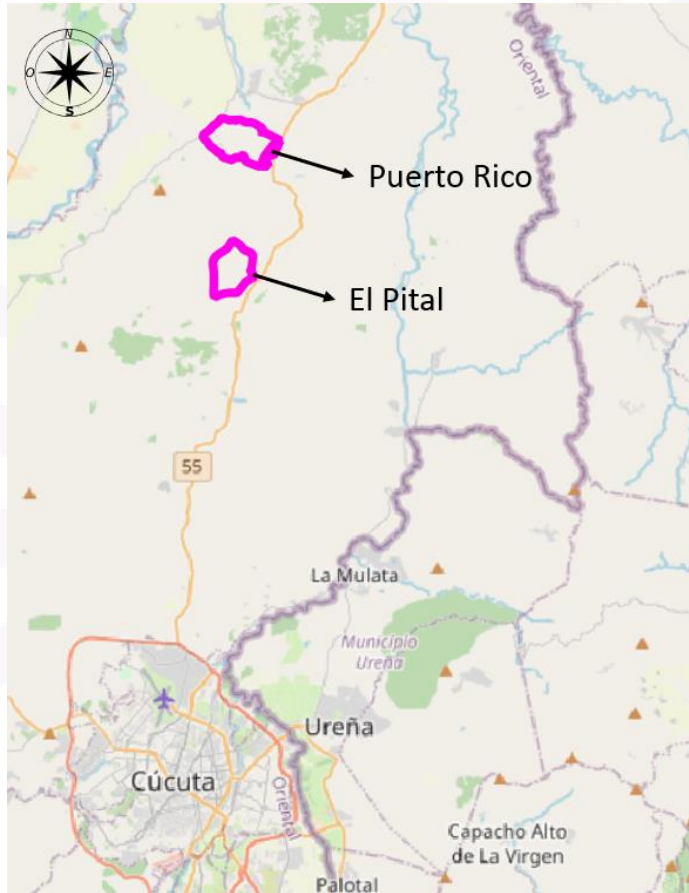 N
O
E
S
Oriental
Puerto Rico
El Pital
55
La Mulata
Municipio
Ureña
Ureña
Cúcuta
Oriental
Capacho Alto
de La Virgen
Palotal